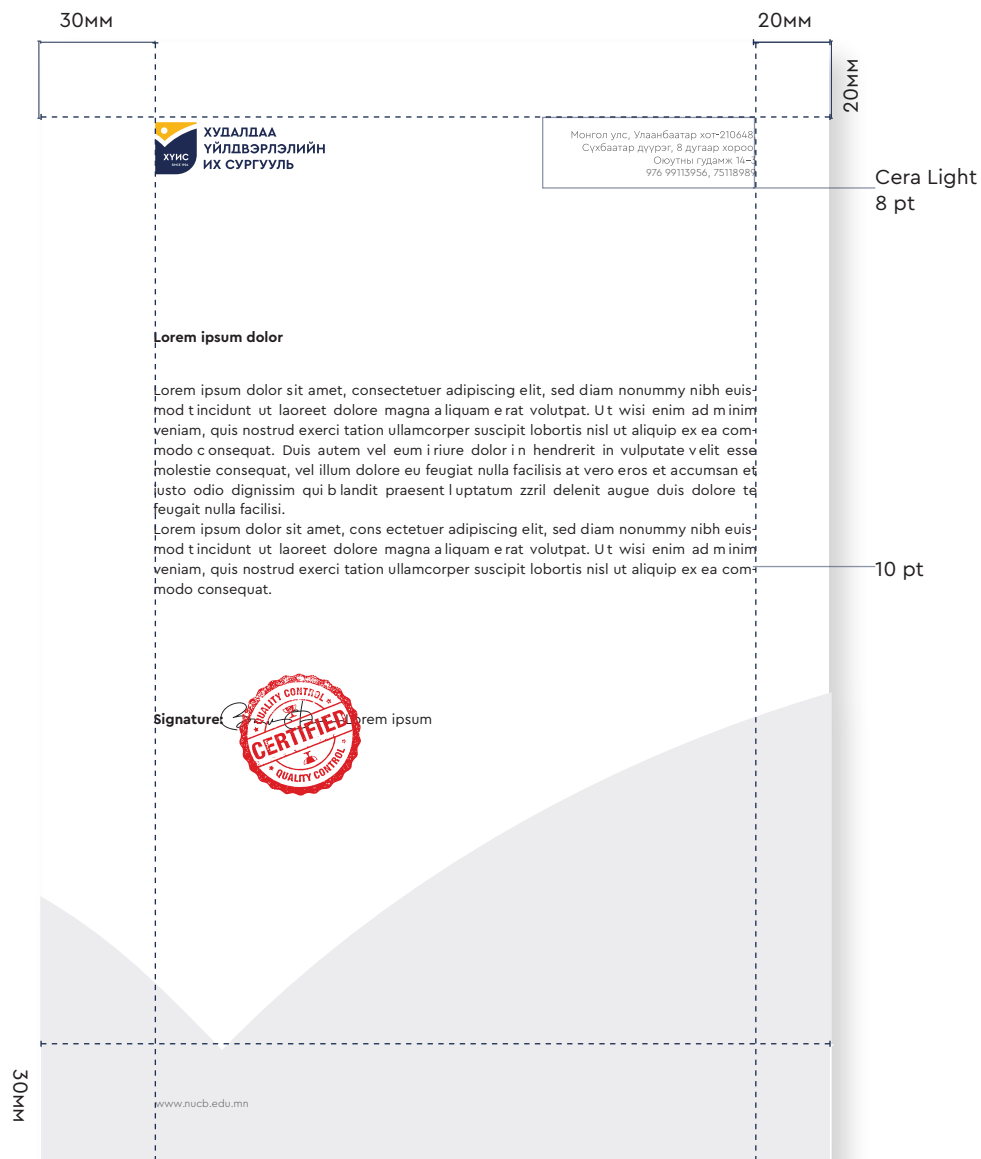 30мм
20мм
20мм
ХУДАЛДАА
ҮЙЛДВЭРЛЭЛИЙН
ИХ СУРГУУЛЬ
ХҮИС
SINCE 1924
Монгол улс, Улаанбаатар хот-210648
Сүхбаатар дүүрэг, 8 дугаар хороо
Оюутны гудамж 14-3
976 99113956, 75118989
Cera Light
8 pt
Lorem ipsum dolor
Lorem ipsum dolor sit amet, consectetuer adipiscing elit, sed diam nonummy nibh euis-
mod t incidunt ut laoreet dolore magna a liquam e rat volutpat. U t wisi enim ad m inim
veniam, quis nostrud exerci tation ullamcorper suscipit lobortis nisl ut aliquip ex ea com-
modo c onsequat. Duis autem vel eum i riure dolor i n hendrerit in vulputate v elit esse
molestie consequat, vel illum dolore eu feugiat nulla facilisis at vero eros et accumsan et
iusto odio dignissim qui b landit praesent l uptatum zzril delenit augue duis dolore te
feugait nulla facilisi.
Lorem ipsum dolor sit amet, cons ectetuer adipiscing elit, sed diam nonummy nibh euis-
mod t incidunt ut laoreet dolore magna a liquam e rat volutpat. U t wisi enim ad m inim
veniam, quis nostrud exerci tation ullamcorper suscipit lobortis nisl ut aliquip ex ea com-
modo consequat.
10 pt
Signature:
Lorem ipsum
QUALITY CONTROL
CERTIFIED
QUALITY CONTROL
30мм
www.nucb.edu.mn